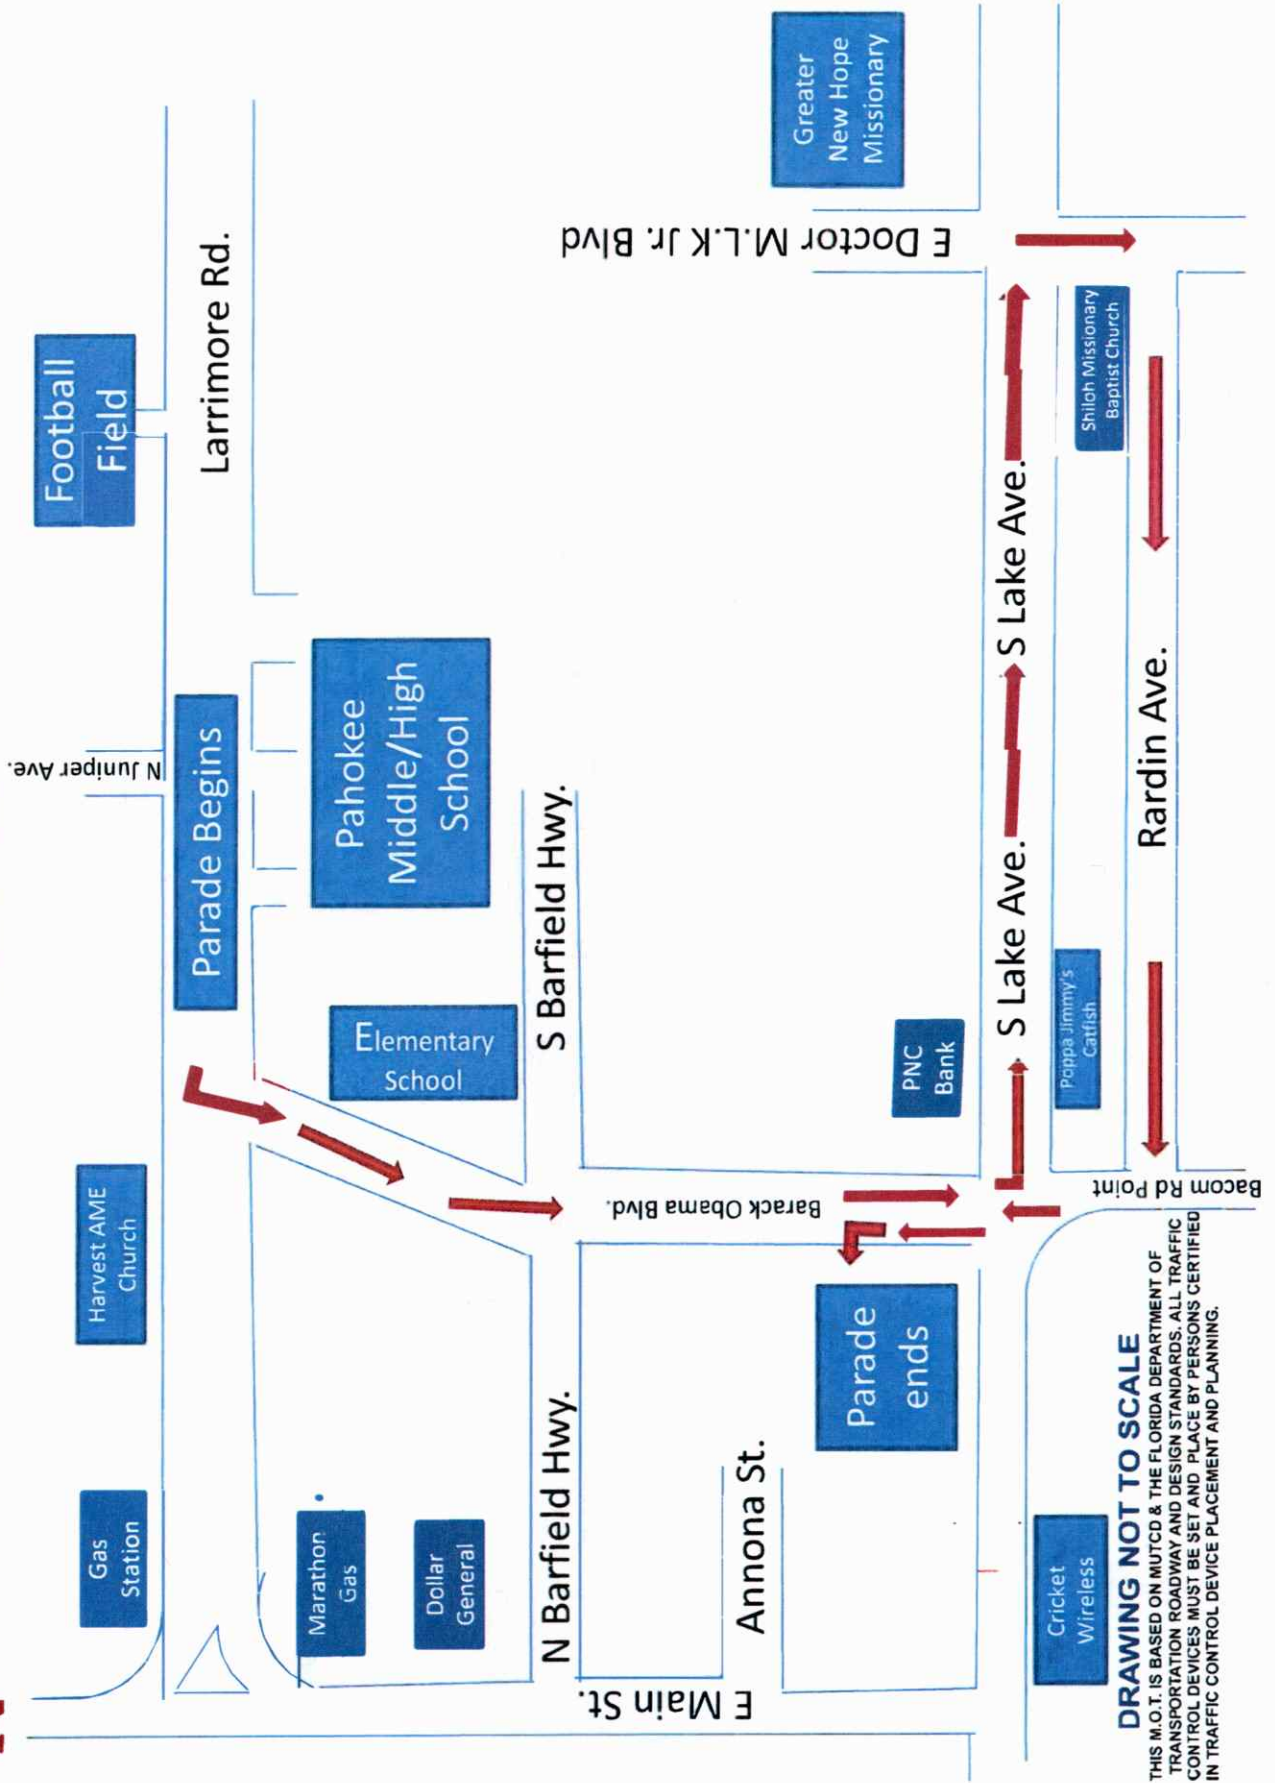 Gas
Station
Harvest AME
Church
N Juniper Ave.
Football
Field
Parade Begins
Larrimore Rd.
Marathon
Gas
Dollar
General
Elementary
School
Pahokee
Middle/High
School
N Barfield Hwy.
S Barfield Hwy.
E Main St.
Annona St.
Barack Obama Blvd.
E Doctor M.L.K Jr. Blvd
Greater
New Hope
Missionary
Parade
ends
PNC
Bank
S Lake Ave.
S Lake Ave.
Cricket
Wireless
Poppa Jimmy's
Catfish
Shiloh Missionary
Baptist Church
Bacom Rd Point
Rardin Ave.
DRAWING NOT TO SCALE
THIS M.O.T. IS BASED ON MUTCD & THE FLORIDA DEPARTMENT OF
TRANSPORTATION ROADWAY AND DESIGN STANDARDS. ALL TRAFFIC
CONTROL DEVICES MUST BE SET AND PLACE BY PERSONS CERTIFIED
IN TRAFFIC CONTROL DEVICE PLACEMENT AND PLANNING.